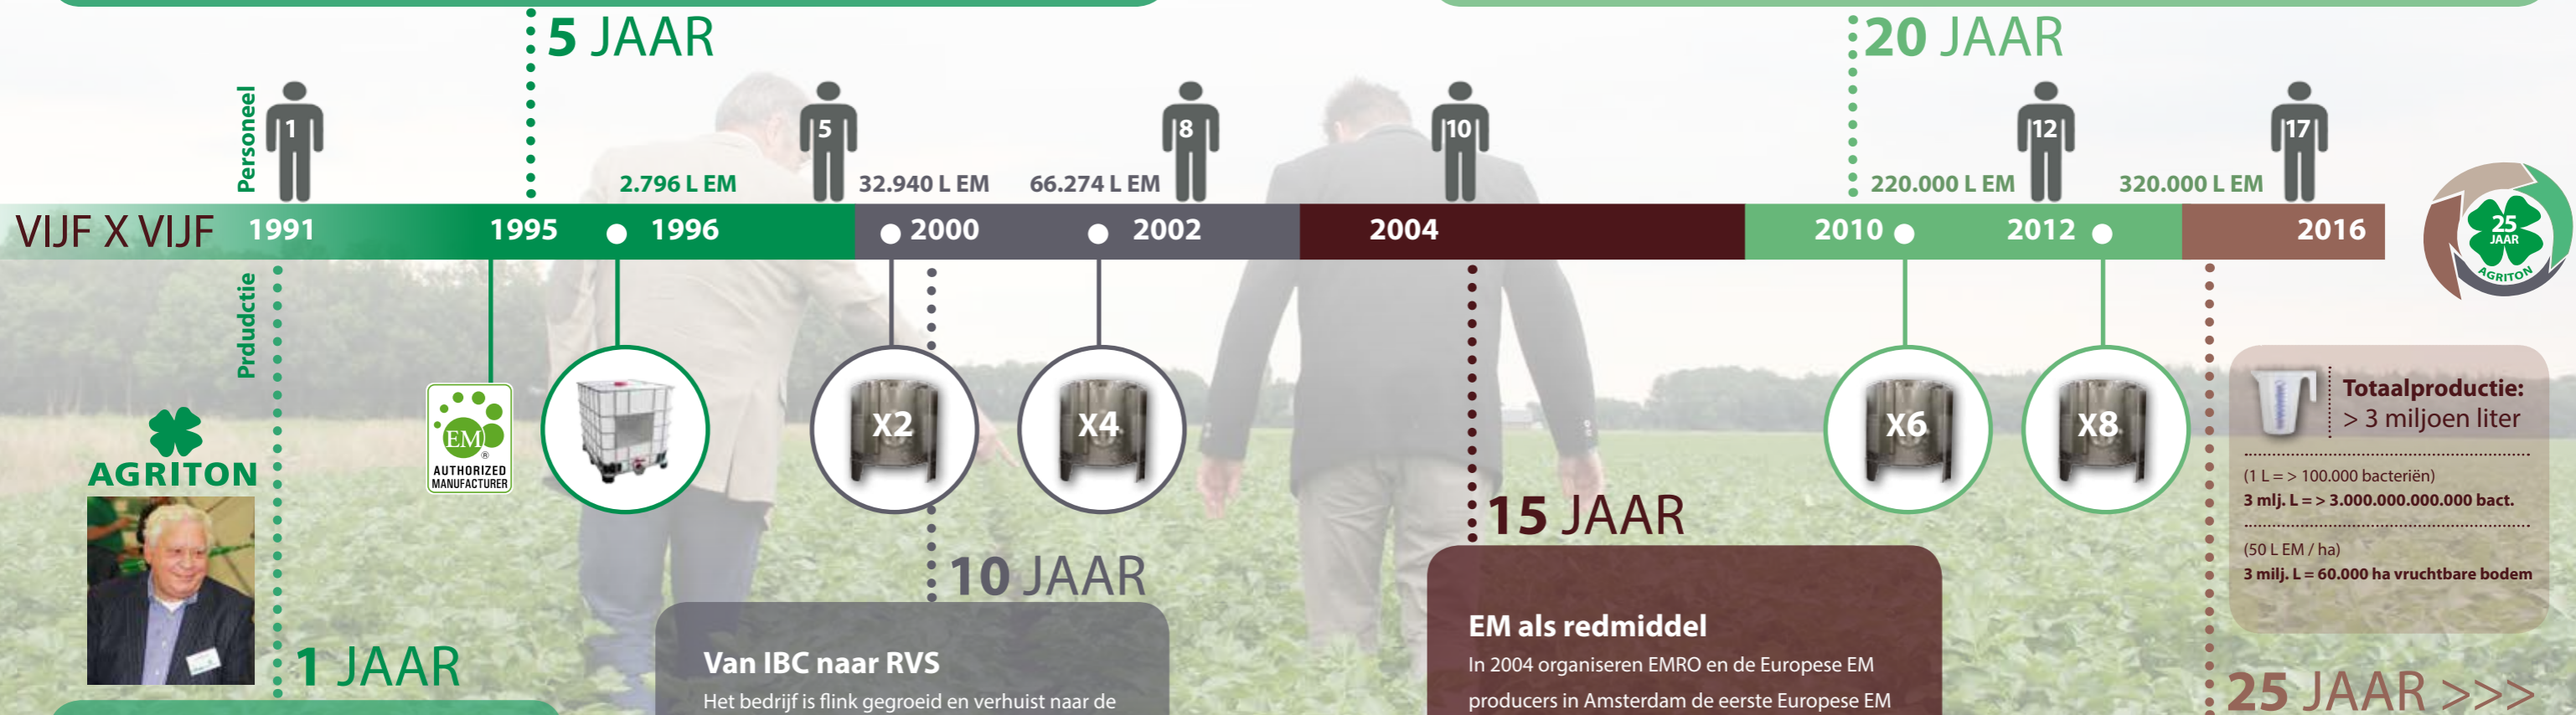 5 JAAR
20 JAAR
Personeel
1
5
8
10
12
17
2.796 L EM
32.940 L EM
66.274 L EM
220.000 L EM
320.000 L EM
VIJF X VIJF
1991
1995
1996
2000
2002
2004
2010
2012
2016
25
JAAR
AGRITON
Prduductie
EM
®
AUTHORIZED
MANUFACTURER
X2
X4
X6
X8
AGRITON
Totaalproductie:
> 3 miljoen liter
(1 L = > 100.000 bacteriën)
3 mlj. L = > 3.000.000.000.000 bact.
(50 L EM / ha)
3 milj. L = 60.000 ha vruchtbare bodem
1 JAAR
10 JAAR
Van IBC naar RVS
Het bedrijf is flink gegroeid en verhuist naar de
15 JAAR
EM als redmiddel
In 2004 organiseren EMRO en de Europese EM
producers in Amsterdam de eerste Europese EM
25 JAAR >>>